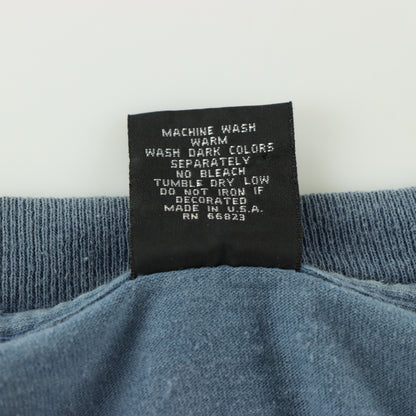 MACHINE WASH
WARM
WASH DARK COLORS
SEPARATELY
NO BLEACH
TUMBLE DRY LOW
DO NOT IRON IF
DECORATED
MADE IN U.S.A.
RN 66823